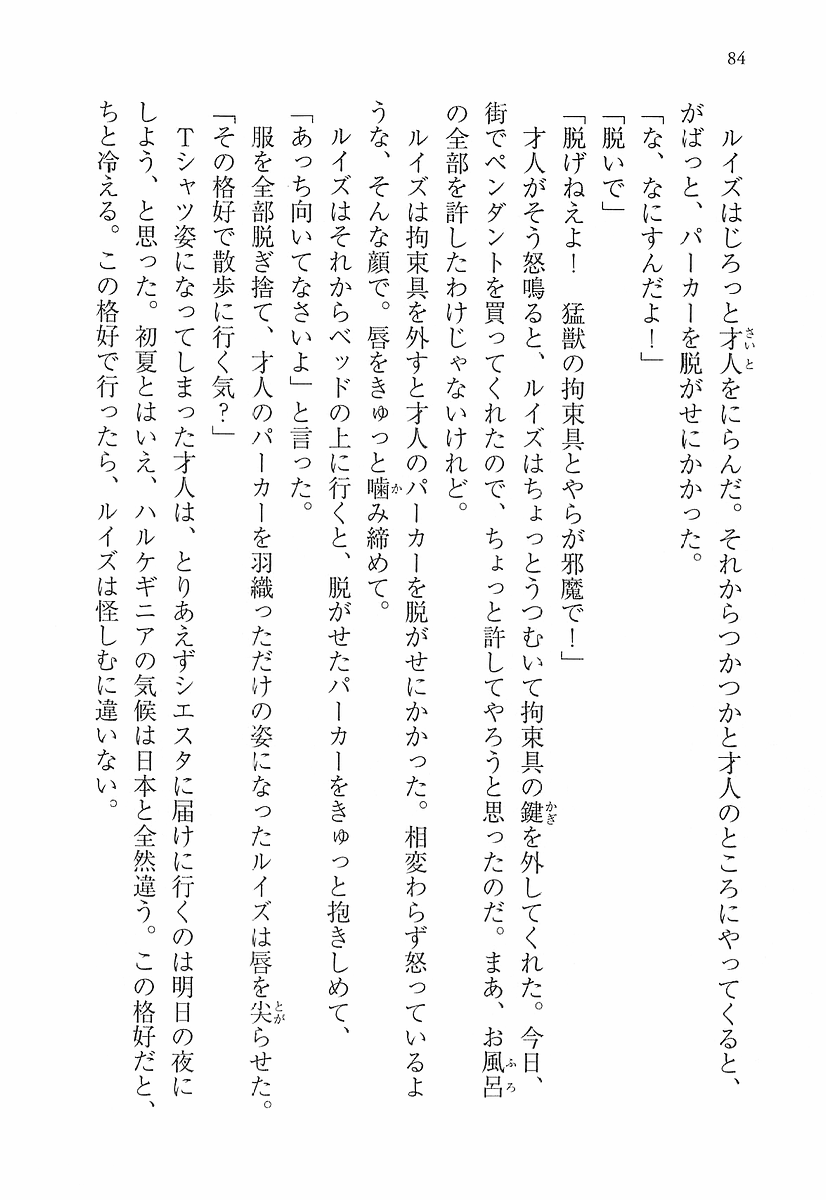 84
ルイズはじろっと才人をにらんだ。それからつかつかと才人のところにやってくると、
がばっと、パーカーを脱がせにかかった。
「な、なにすんだよ！」
「脱いで」
「脱げねえよ！　猛獣の拘束具とやらが邪魔で！」
才人がそう怒鳴ると、ルイズはちょっとうつむいて拘束具の鍵を外してくれた。今日、
街でペンダントを買ってくれたので、ちょっと許してやろうと思ったのだ。まあ、お風呂
の全部を許したわけじゃないけれど。
ルイズは拘束具を外すと才人のパーカーを脱がせにかかった。相変わらず怒っているよ
うな、そんな顔で。唇をきゅっと噛み締めて。
ルイズはそれからベッドの上に行くと、脱がせたパーカーをきゅっと抱きしめて、
「あっち向いてなさいよ」と言った。
服を全部脱ぎ捨て、才人のパーカーを羽織っただけの姿になったルイズは唇を尖らせた。
「その格好で散歩に行く気？」
Tシャツ姿になってしまった才人は、とりあえずシエスタに届けに行くのは明日の夜に
しよう、と思った。初夏とはいえ、ハルケギニアの気候は日本と全然違う。この格好だと、
ちと冷える。この格好で行ったら、ルイズは怪しむに違いない。